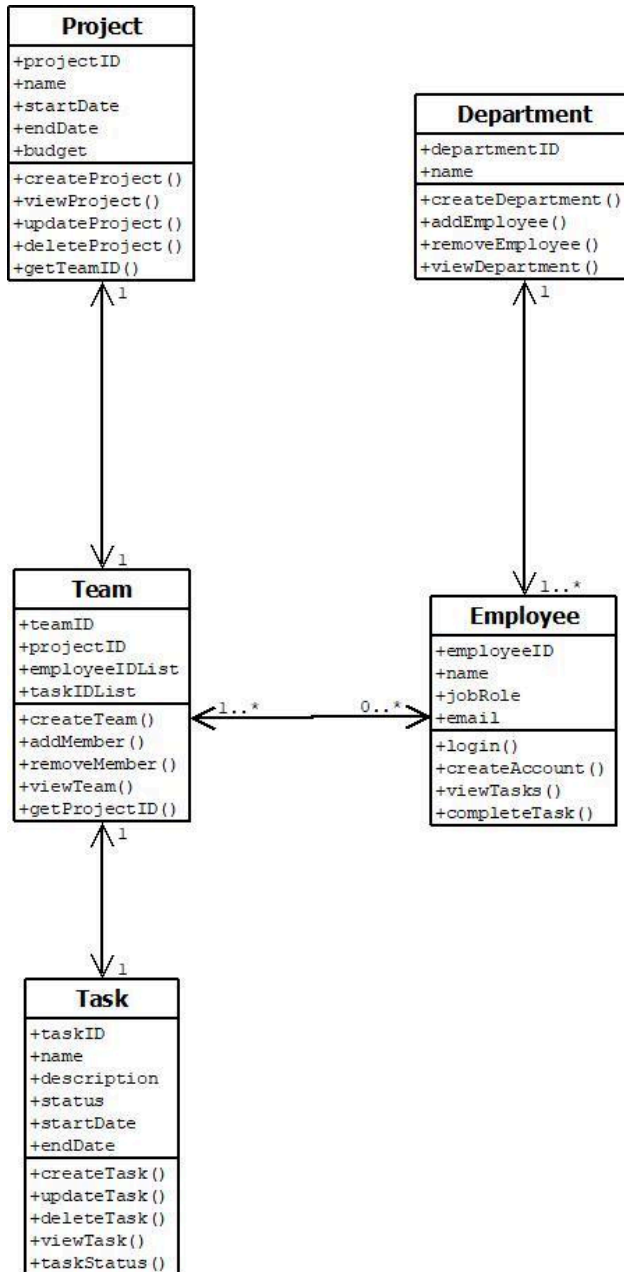 Project
+projectID
+name
+startDate
+endDate
+budget
+createProject()
+viewProject()
+updateProject()
+deleteProject()
+getTeamID()
1
Department
+departmentID
+name
+createDepartment()
+addEmployee()
+removeEmployee()
+viewDepartment()
1
1
Team
+teamID
+projectID
+employeeIDList
+taskIDList
+createTeam()
+addMember()
+removeMember()
+viewTeam()
+getProjectID()
1
1..*
0..*
1..*
Employee
+employeeID
+name
+jobRole
+email
+login()
+createAccount()
+viewTasks()
+completeTask()
1
Task
+taskID
+name
+description
+status
+startDate
+endDate
+createTask()
+updateTask()
+deleteTask()
+viewTask()
+taskStatus()